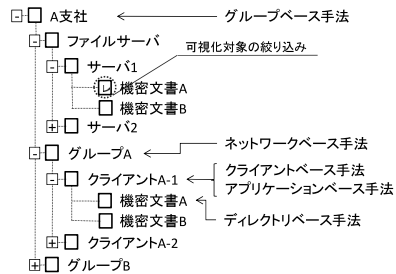 A支社
グループベース手法
ファイルサーバ
可視化対象の絞り込み
サーバ1
機密文書A
機密文書B
サーバ2
ネットワークベース手法
グループA
クライアントベース手法
クライアントA-1
アプリケーションベース手法
機密文書A
機密文書B
ディレクトリベース手法
クライアントA-2
グループB